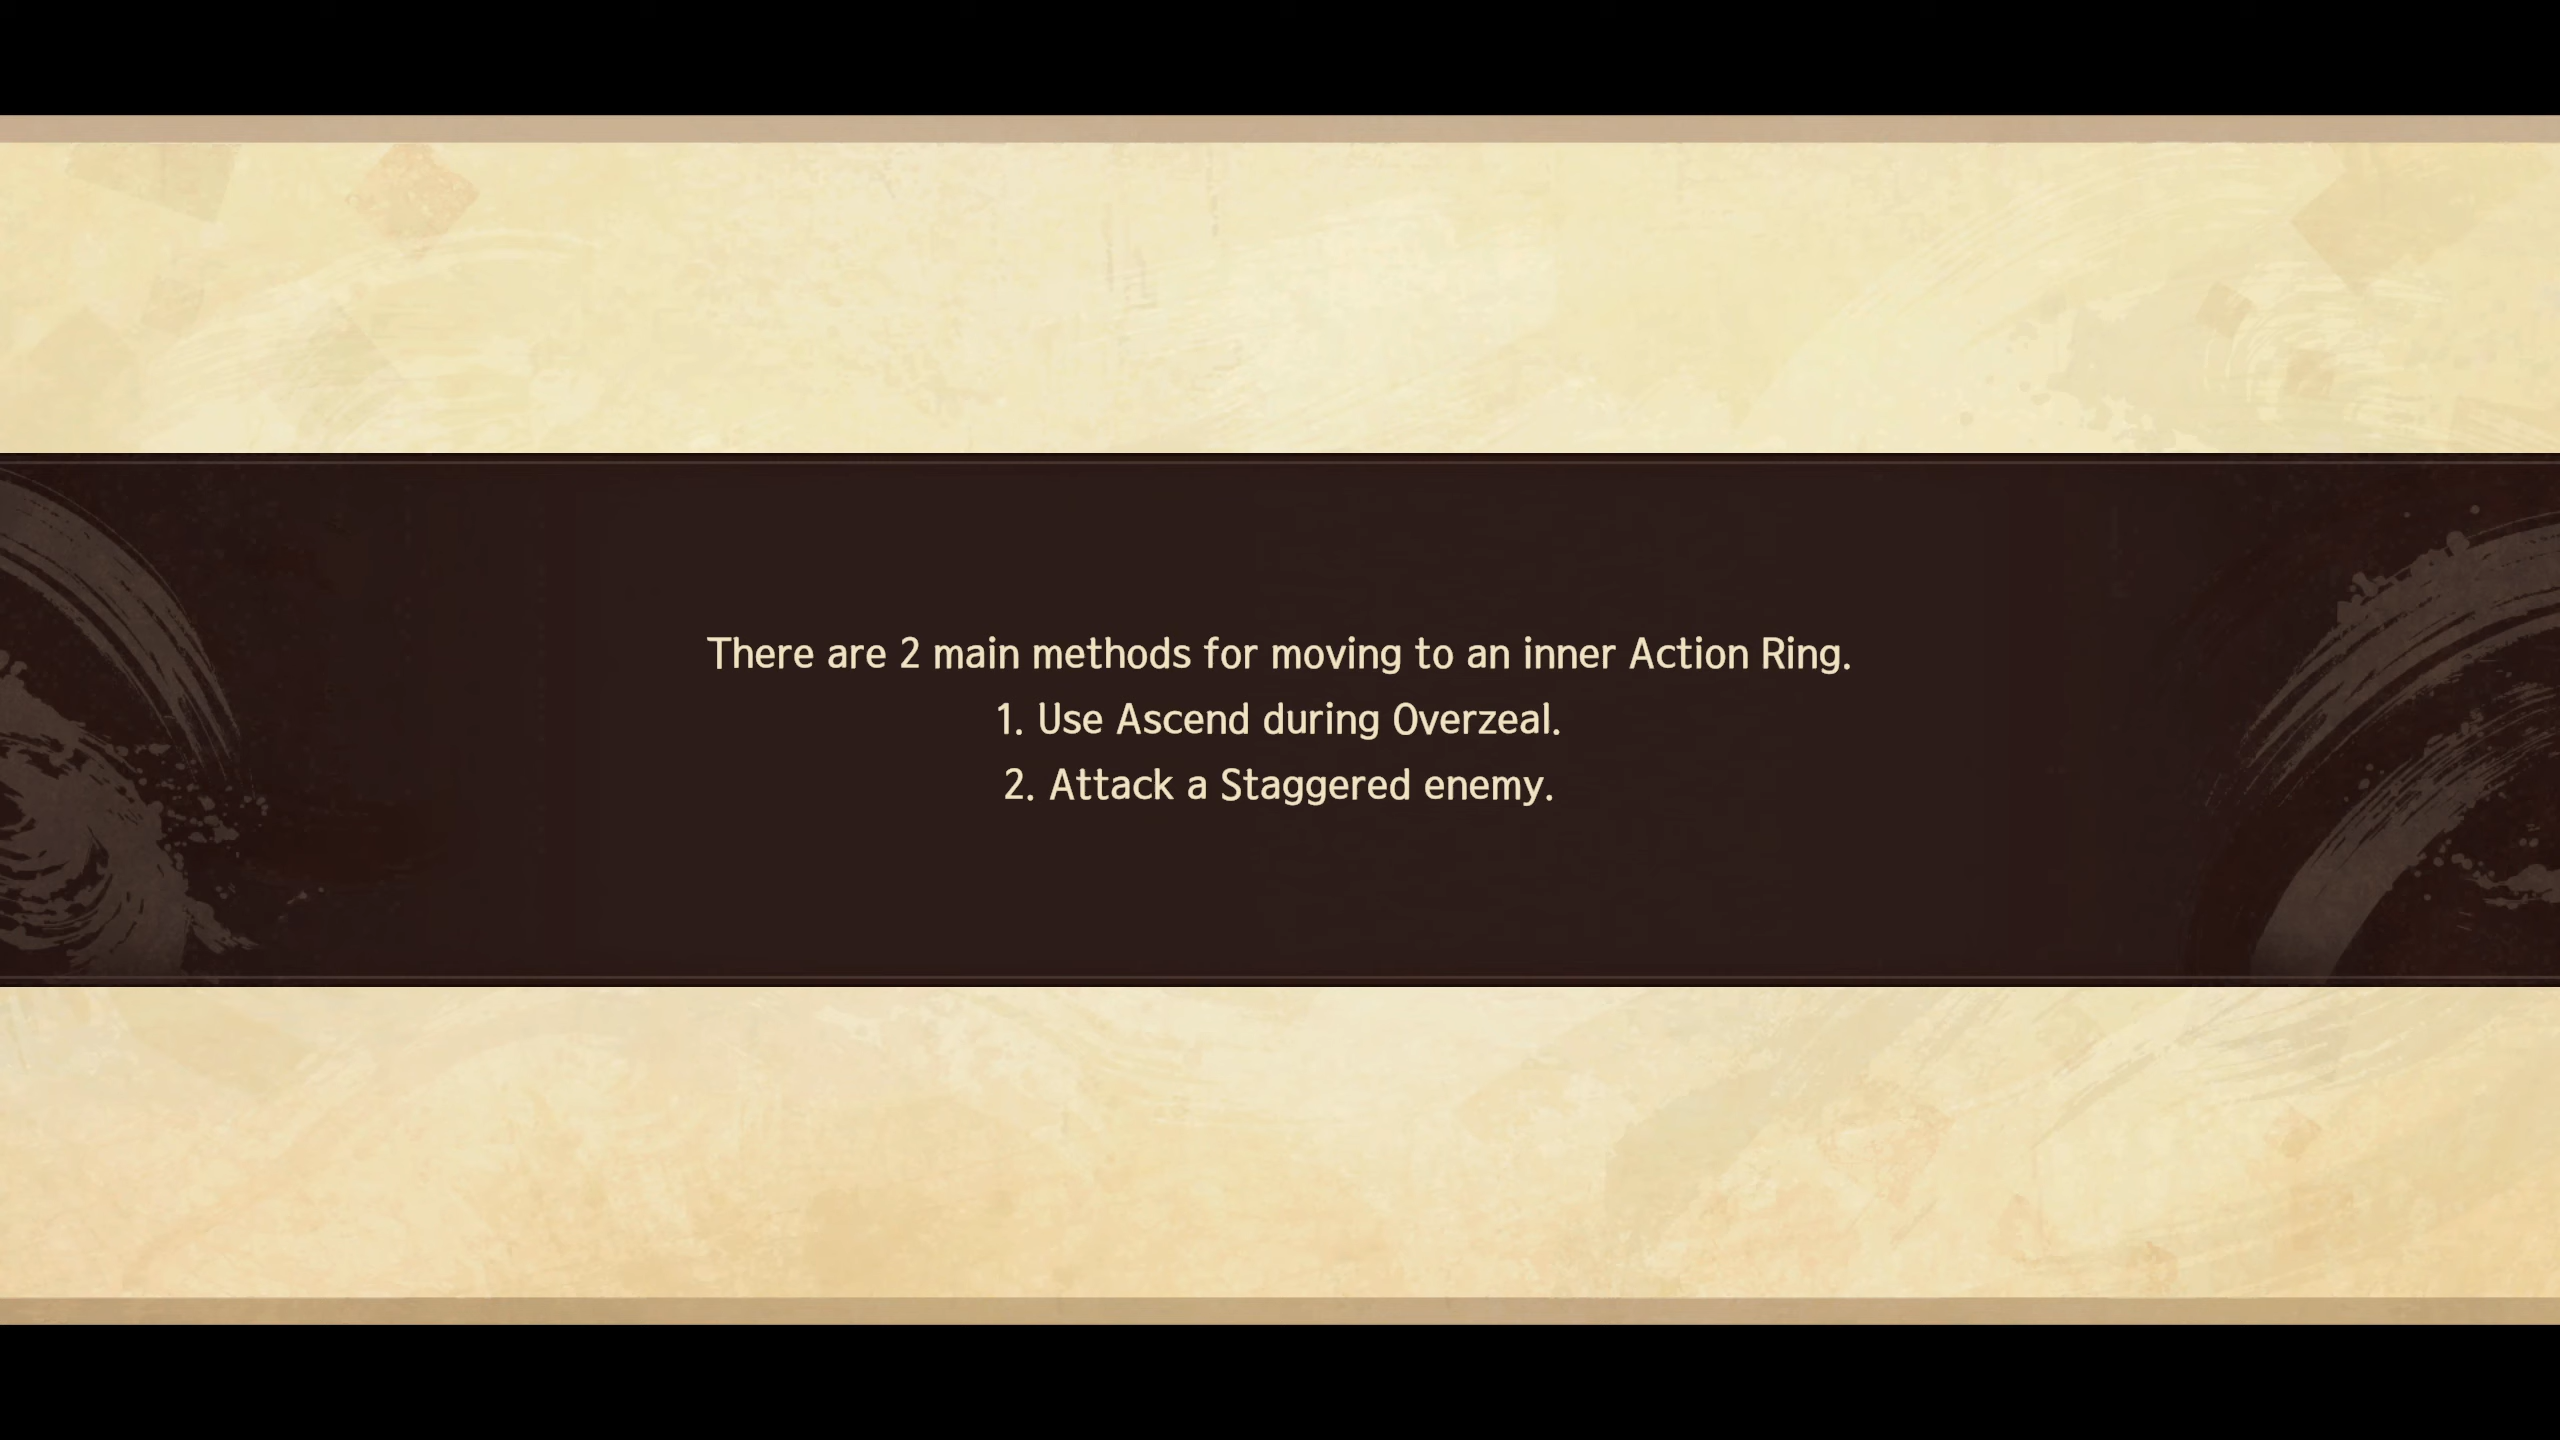 There are 2 main methods for moving to an inner Action Ring.
1. Use Ascend during Overzeal.
2. Attack a Staggered enemy.